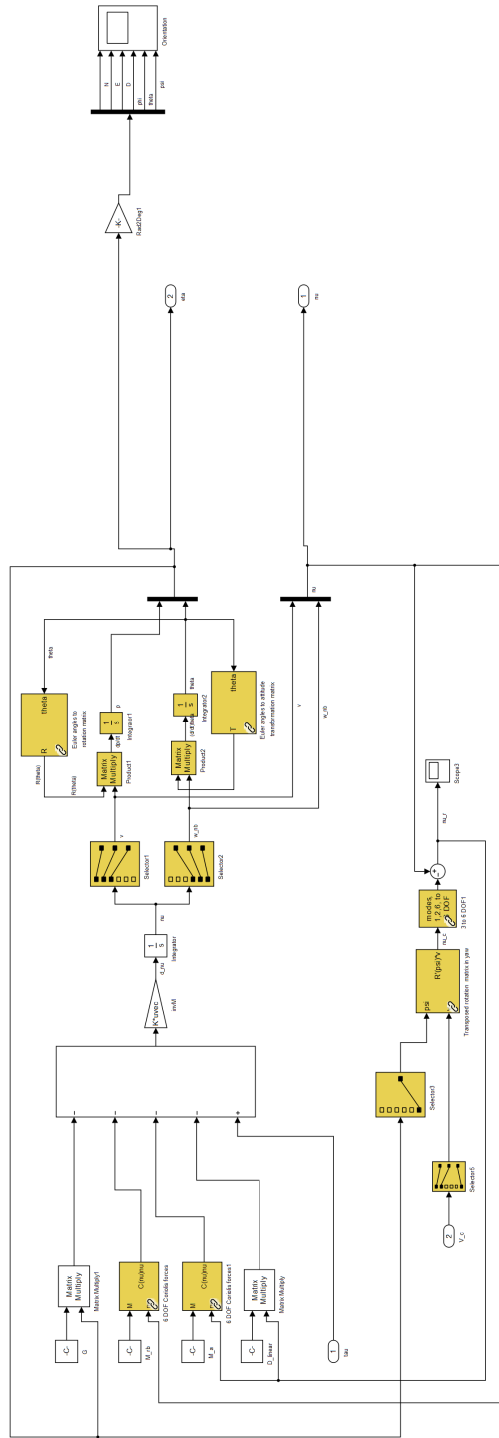 Orientation
N
E
D
phi
theta
psi
-K-
Rad2Deg1
2
eta
1
nu
theta
theta
R
Euler angles to
rotation matrix
R(theta)
R(theta)
Matrix
Multiply
Product1
dp/dt
1
s
Integraor1
p
Matrix
Multiply
Product2
1
s
Integrator2
theta
theta
T
Euler angles to attitude
transformation matrix
nu
v
w_nb
Selector1
v
Selector2
w_nb
nu
1
s
Integrator
d_nu
K*uvec
invM
Matrix
Multiply
Matrix Multiply1
-C-
G
M
C(nu)nu
6 DOF Coriolis forces
-C-
M_rb
M
C(nu)nu
6 DOF Coriolis forces1
-C-
M_a
Matrix
Multiply
Matrix Multiply
-C-
D_linear
1
tau
Scope3
nu_r
modes,
1,2,6, to
6 DOF
3 to 6 DOF1
nu_c
psi
R'(psi)*v
Transposed rotation matrix in yaw
Selector3
Selector5
2
V_c